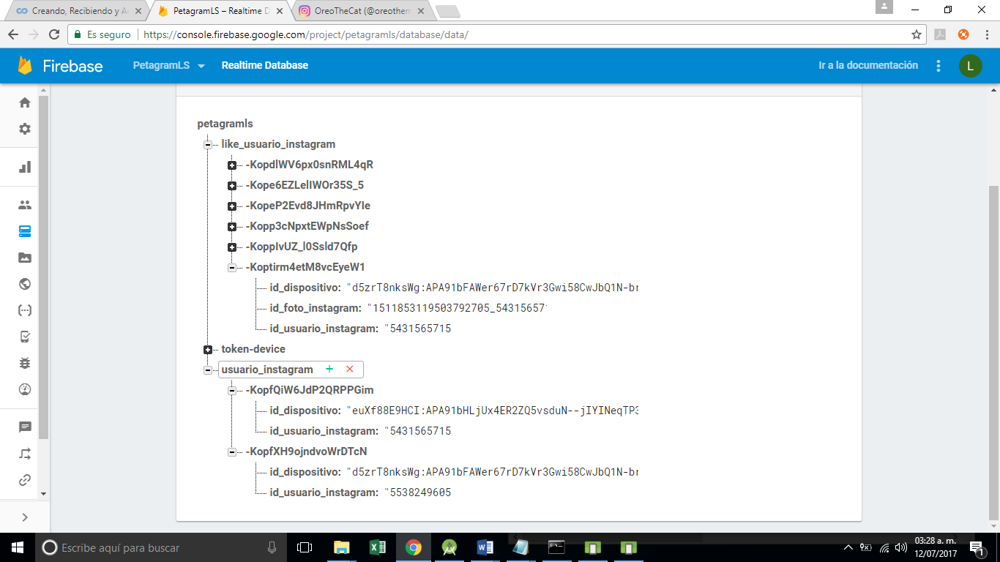 Creando, Recibiendo y A
PetagramLS – Realtime D
OreoTheCat (@oreothem
Es seguro
https://console.firebase.google.com/project/petagramls/database/data/
Firebase
PetagramLS
Realtime Database
Ir a la documentación
L
petagramls
like_usuario_instagram
-KopdlWV6px0snRML4qR
-Kope6EZLelIWOr35S_5
-KopeP2Evd8JHmRpvYIe
-Kopp3cNpxtEWpNsSoef
-KoppIvUZ_l0Ssld7Qfp
-Koptirm4etM8vcEyeW1
id_dispositivo: "d5zrT8nksWg:APA91bFAWer67rD7kVr3Gwi58CwJbQ1N-br
id_foto_instagram: "1511853119503792705_54315657
id_usuario_instagram: "5431565715
token-device
usuario_instagram
-KopfQiW6JdP2QRPPGim
id_dispositivo: "euXf88E9HCI:APA91bHLjUx4ER2ZQ5vsduN--jIYINeqTP3
id_usuario_instagram: "5431565715
-KopfXH9ojndvoWrDTcN
id_dispositivo: "d5zrT8nksWg:APA91bFAWer67rD7kVr3Gwi58CwJbQ1N-br
id_usuario_instagram: "5538249605
Escribe aquí para buscar
03:28 a. m.
12/07/2017
1